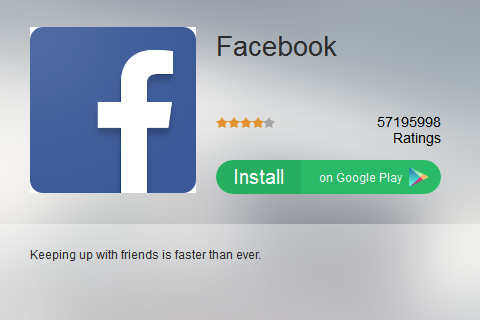 Facebook
57195998
Ratings
Install
on Google Play
Keeping up with friends is faster than ever.